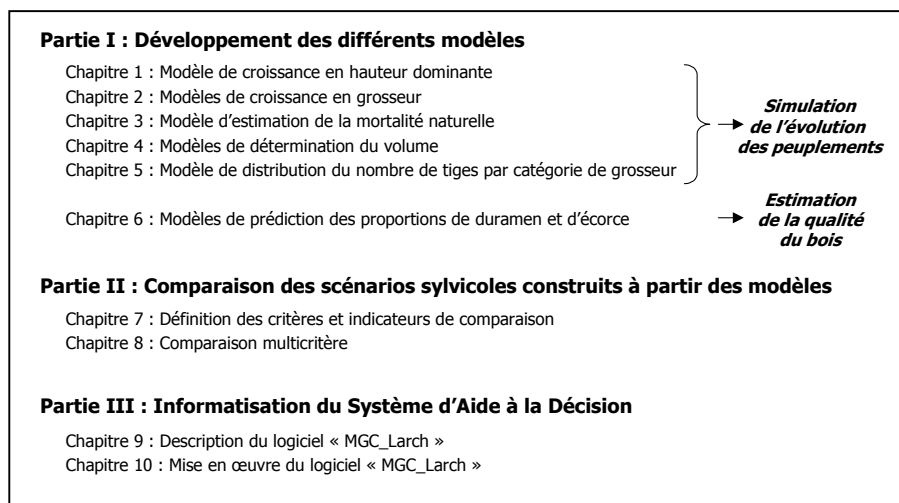 Partie I : Développement des différents modèles
Chapitre 1 : Modèle de croissance en hauteur dominante
Chapitre 2 : Modèles de croissance en grosseur
Chapitre 3 : Modèle d'estimation de la mortalité naturelle
Chapitre 4 : Modèles de détermination du volume
Chapitre 5 : Modèle de distribution du nombre de tiges par catégorie de grosseur
Simulation
de l'évolution
des peuplements
Chapitre 6 : Modèles de prédiction des proportions de duramen et d'écorce
Estimation
de la qualité
du bois
Partie II : Comparaison des scénarios sylvicoles construits à partir des modèles
Chapitre 7 : Définition des critères et indicateurs de comparaison
Chapitre 8 : Comparaison multicritère
Partie III : Informatisation du Système d'Aide à la Décision
Chapitre 9 : Description du logiciel « MGC_Larch »
Chapitre 10 : Mise en œuvre du logiciel « MGC_Larch »